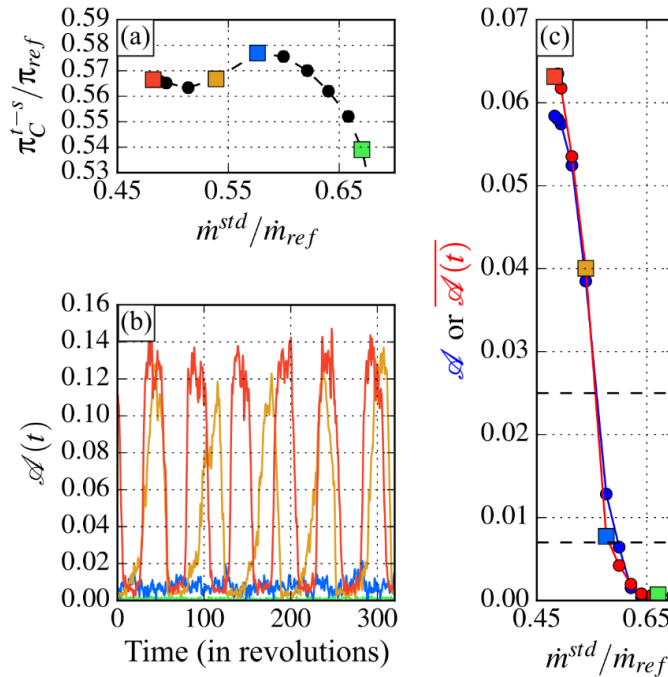 (a)
π_C^{t−s}/π_ref
0.59
0.58
0.57
0.56
0.55
0.54
0.53
0.45 0.55 0.65
ṁ^{std}/ṁ_{ref}
(b)
𝒜(t)
0.16
0.14
0.12
0.10
0.08
0.06
0.04
0.02
0.00
0 100 200 300
Time (in revolutions)
(c)
𝒜 or \overline{𝒜(t)}
0.07
0.06
0.05
0.04
0.03
0.02
0.01
0.00
0.45 0.65
ṁ^{std}/ṁ_{ref}